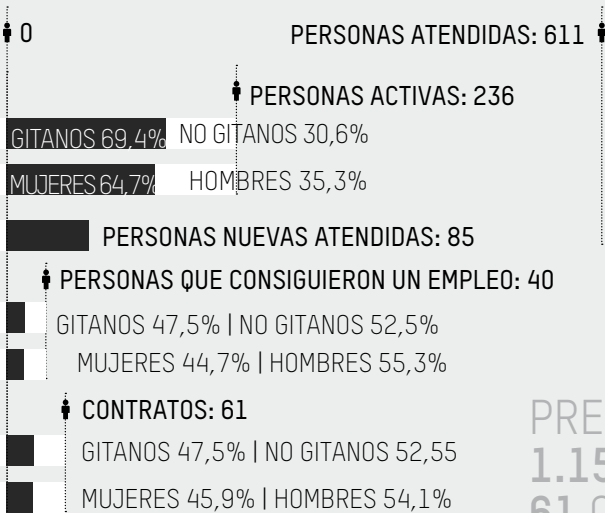 0 PERSONAS ATENDIDAS: 611
PERSONAS ACTIVAS: 236
GITANOS 69,4% NO GITANOS 30,6%
MUJERES 64,7% HOMBRES 35,3%
PERSONAS NUEVAS ATENDIDAS: 85
PERSONAS QUE CONSIGUIERON UN EMPLEO: 40
GITANOS 47,5% | NO GITANOS 52,5%
MUJERES 44,7% | HOMBRES 55,3%
CONTRATOS: 61
GITANOS 47,5% | NO GITANOS 52,55
MUJERES 45,9% | HOMBRES 54,1%
PRE
1.15
61